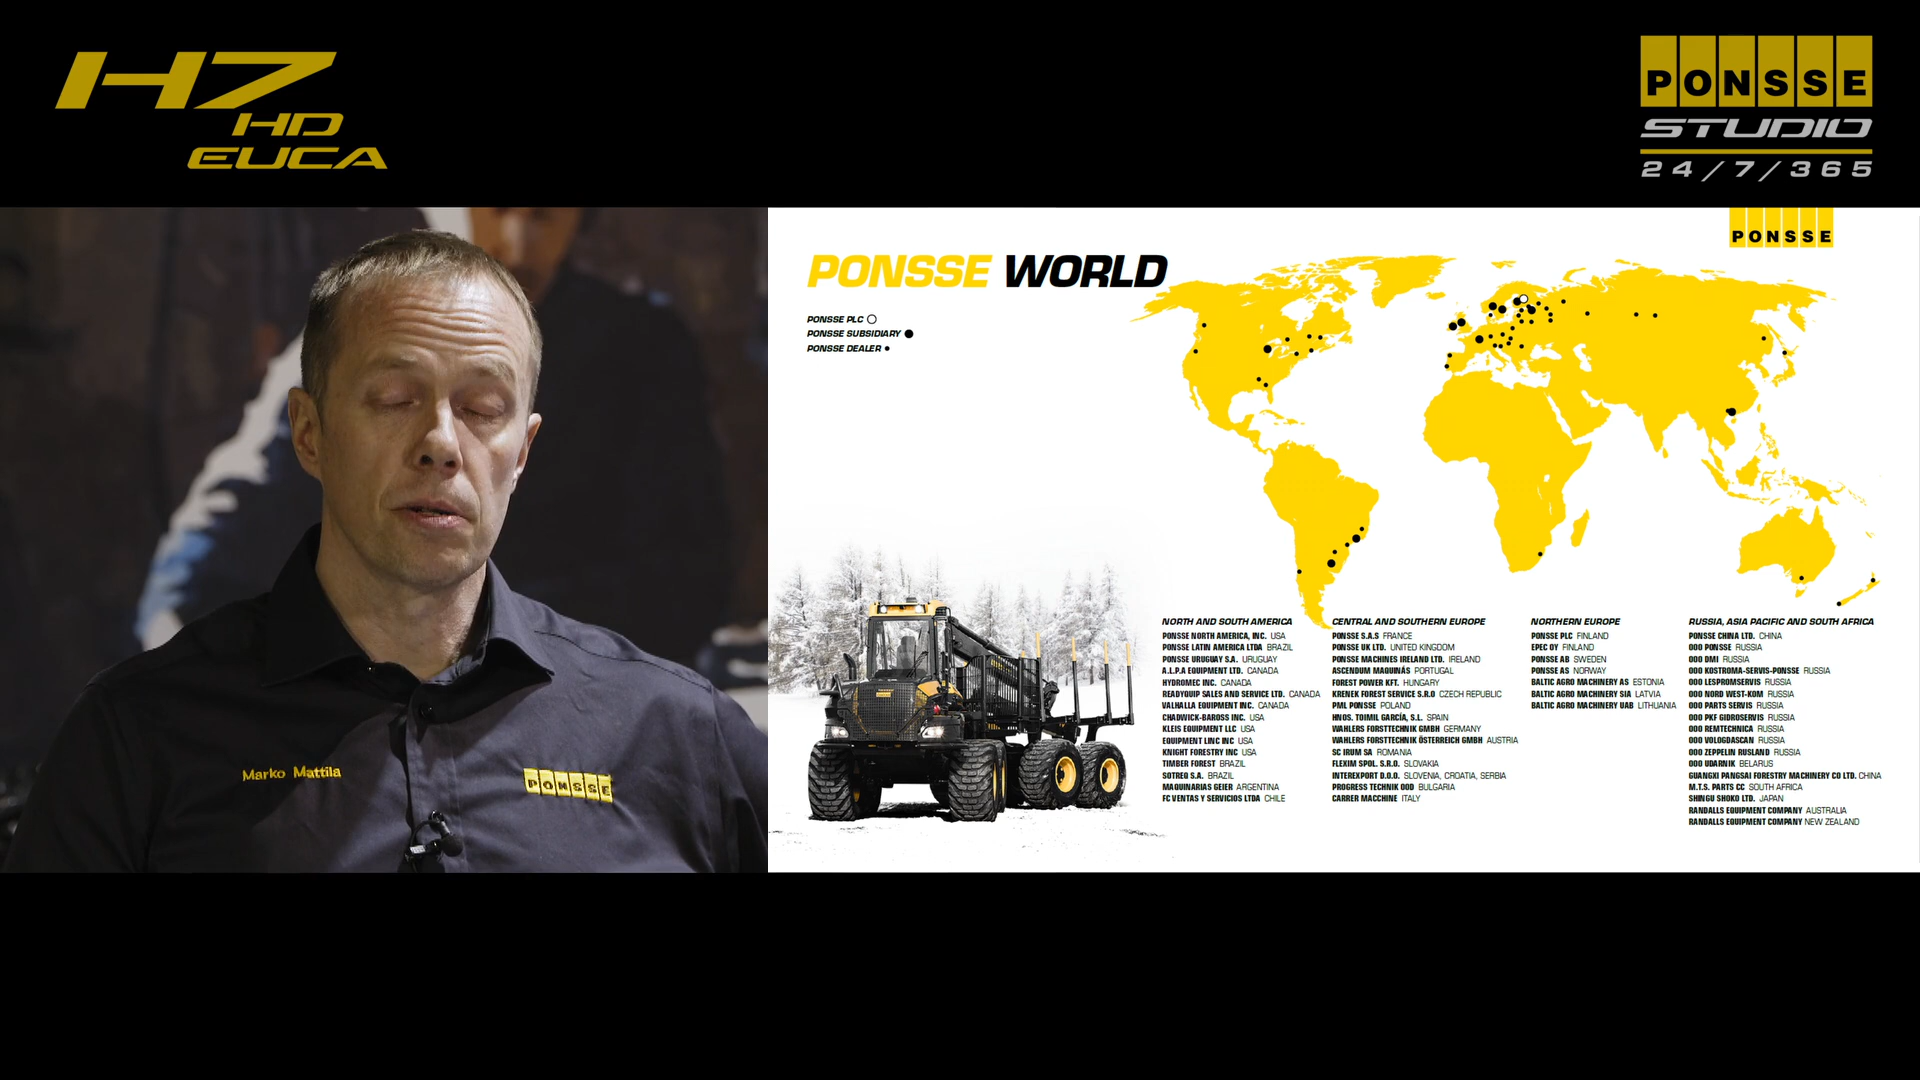 H7
HD
EUCA
PONSSE
STUDIO
24/7/365
PONSSE
PONSSE WORLD
PONSSE PLC
PONSSE SUBSIDIARY
PONSSE DEALER
Marko Mattila
PONSSE
NORTH AND SOUTH AMERICA
PONSSE NORTH AMERICA, INC. USA
PONSSE LATIN AMERICA LTDA BRAZIL
PONSSE URUGUAY S.A. URUGUAY
A.L.P.A EQUIPMENT LTD. CANADA
HYDROMEC INC. CANADA
READYQUIP SALES AND SERVICE LTD. CANADA
VALHALLA EQUIPMENT INC. CANADA
CHADWICK-BAROSS INC. USA
KLEIS EQUIPMENT LLC USA
EQUIPMENT LINC INC USA
KNIGHT FORESTRY INC USA
TIMBER FOREST BRAZIL
SOTREQ S.A. BRAZIL
MAQUINARIAS GEIER ARGENTINA
FC VENTAS Y SERVICIOS LTDA CHILE
CENTRAL AND SOUTHERN EUROPE
PONSSE S.A.S FRANCE
PONSSE UK LTD. UNITED KINGDOM
PONSSE MACHINES IRELAND LTD. IRELAND
ASCENDUM MAQUINÁS PORTUGAL
FOREST POWER KFT. HUNGARY
KRENEK FOREST SERVICE S.R.O CZECH REPUBLIC
PML PONSSE POLAND
HNOS. TOIMIL GARCÍA, S.L. SPAIN
WAHLERS FORSTTECHNIK GMBH GERMANY
WAHLERS FORSTTECHNIK ÖSTERREICH GMBH AUSTRIA
SC IRUM SA ROMANIA
FLEXIM SPOL. S.R.O. SLOVAKIA
INTEREXPORT D.O.O. SLOVENIA, CROATIA, SERBIA
PROGRESS TECHNIK OOD BULGARIA
CARRER MACCHINE ITALY
NORTHERN EUROPE
PONSSE PLC FINLAND
EPEC OY FINLAND
PONSSE AB SWEDEN
PONSSE AS NORWAY
BALTIC AGRO MACHINERY AS ESTONIA
BALTIC AGRO MACHINERY SIA LATVIA
BALTIC AGRO MACHINERY UAB LITHUANIA
RUSSIA, ASIA PACIFIC AND SOUTH AFRICA
PONSSE CHINA LTD. CHINA
OOO PONSSE RUSSIA
OOO DMI RUSSIA
OOO KOSTROMA-SERVIS-PONSSE RUSSIA
OOO LESPROMSERVIS RUSSIA
OOO NORD WEST-KOM RUSSIA
OOO PARTS SERVIS RUSSIA
OOO PKF GIDROSERVIS RUSSIA
OOO REMTECHNICA RUSSIA
OOO VOLOGDASCAN RUSSIA
OOO ZEPPELIN RUSLAND RUSSIA
OOO UDARNIK BELARUS
GUANGXI PANGSAI FORESTRY MACHINERY CO LTD. CHINA
M.T.S. PARTS CC SOUTH AFRICA
SHINGU SHOKO LTD. JAPAN
RANDALLS EQUIPMENT COMPANY AUSTRALIA
RANDALLS EQUIPMENT COMPANY NEW ZEALAND